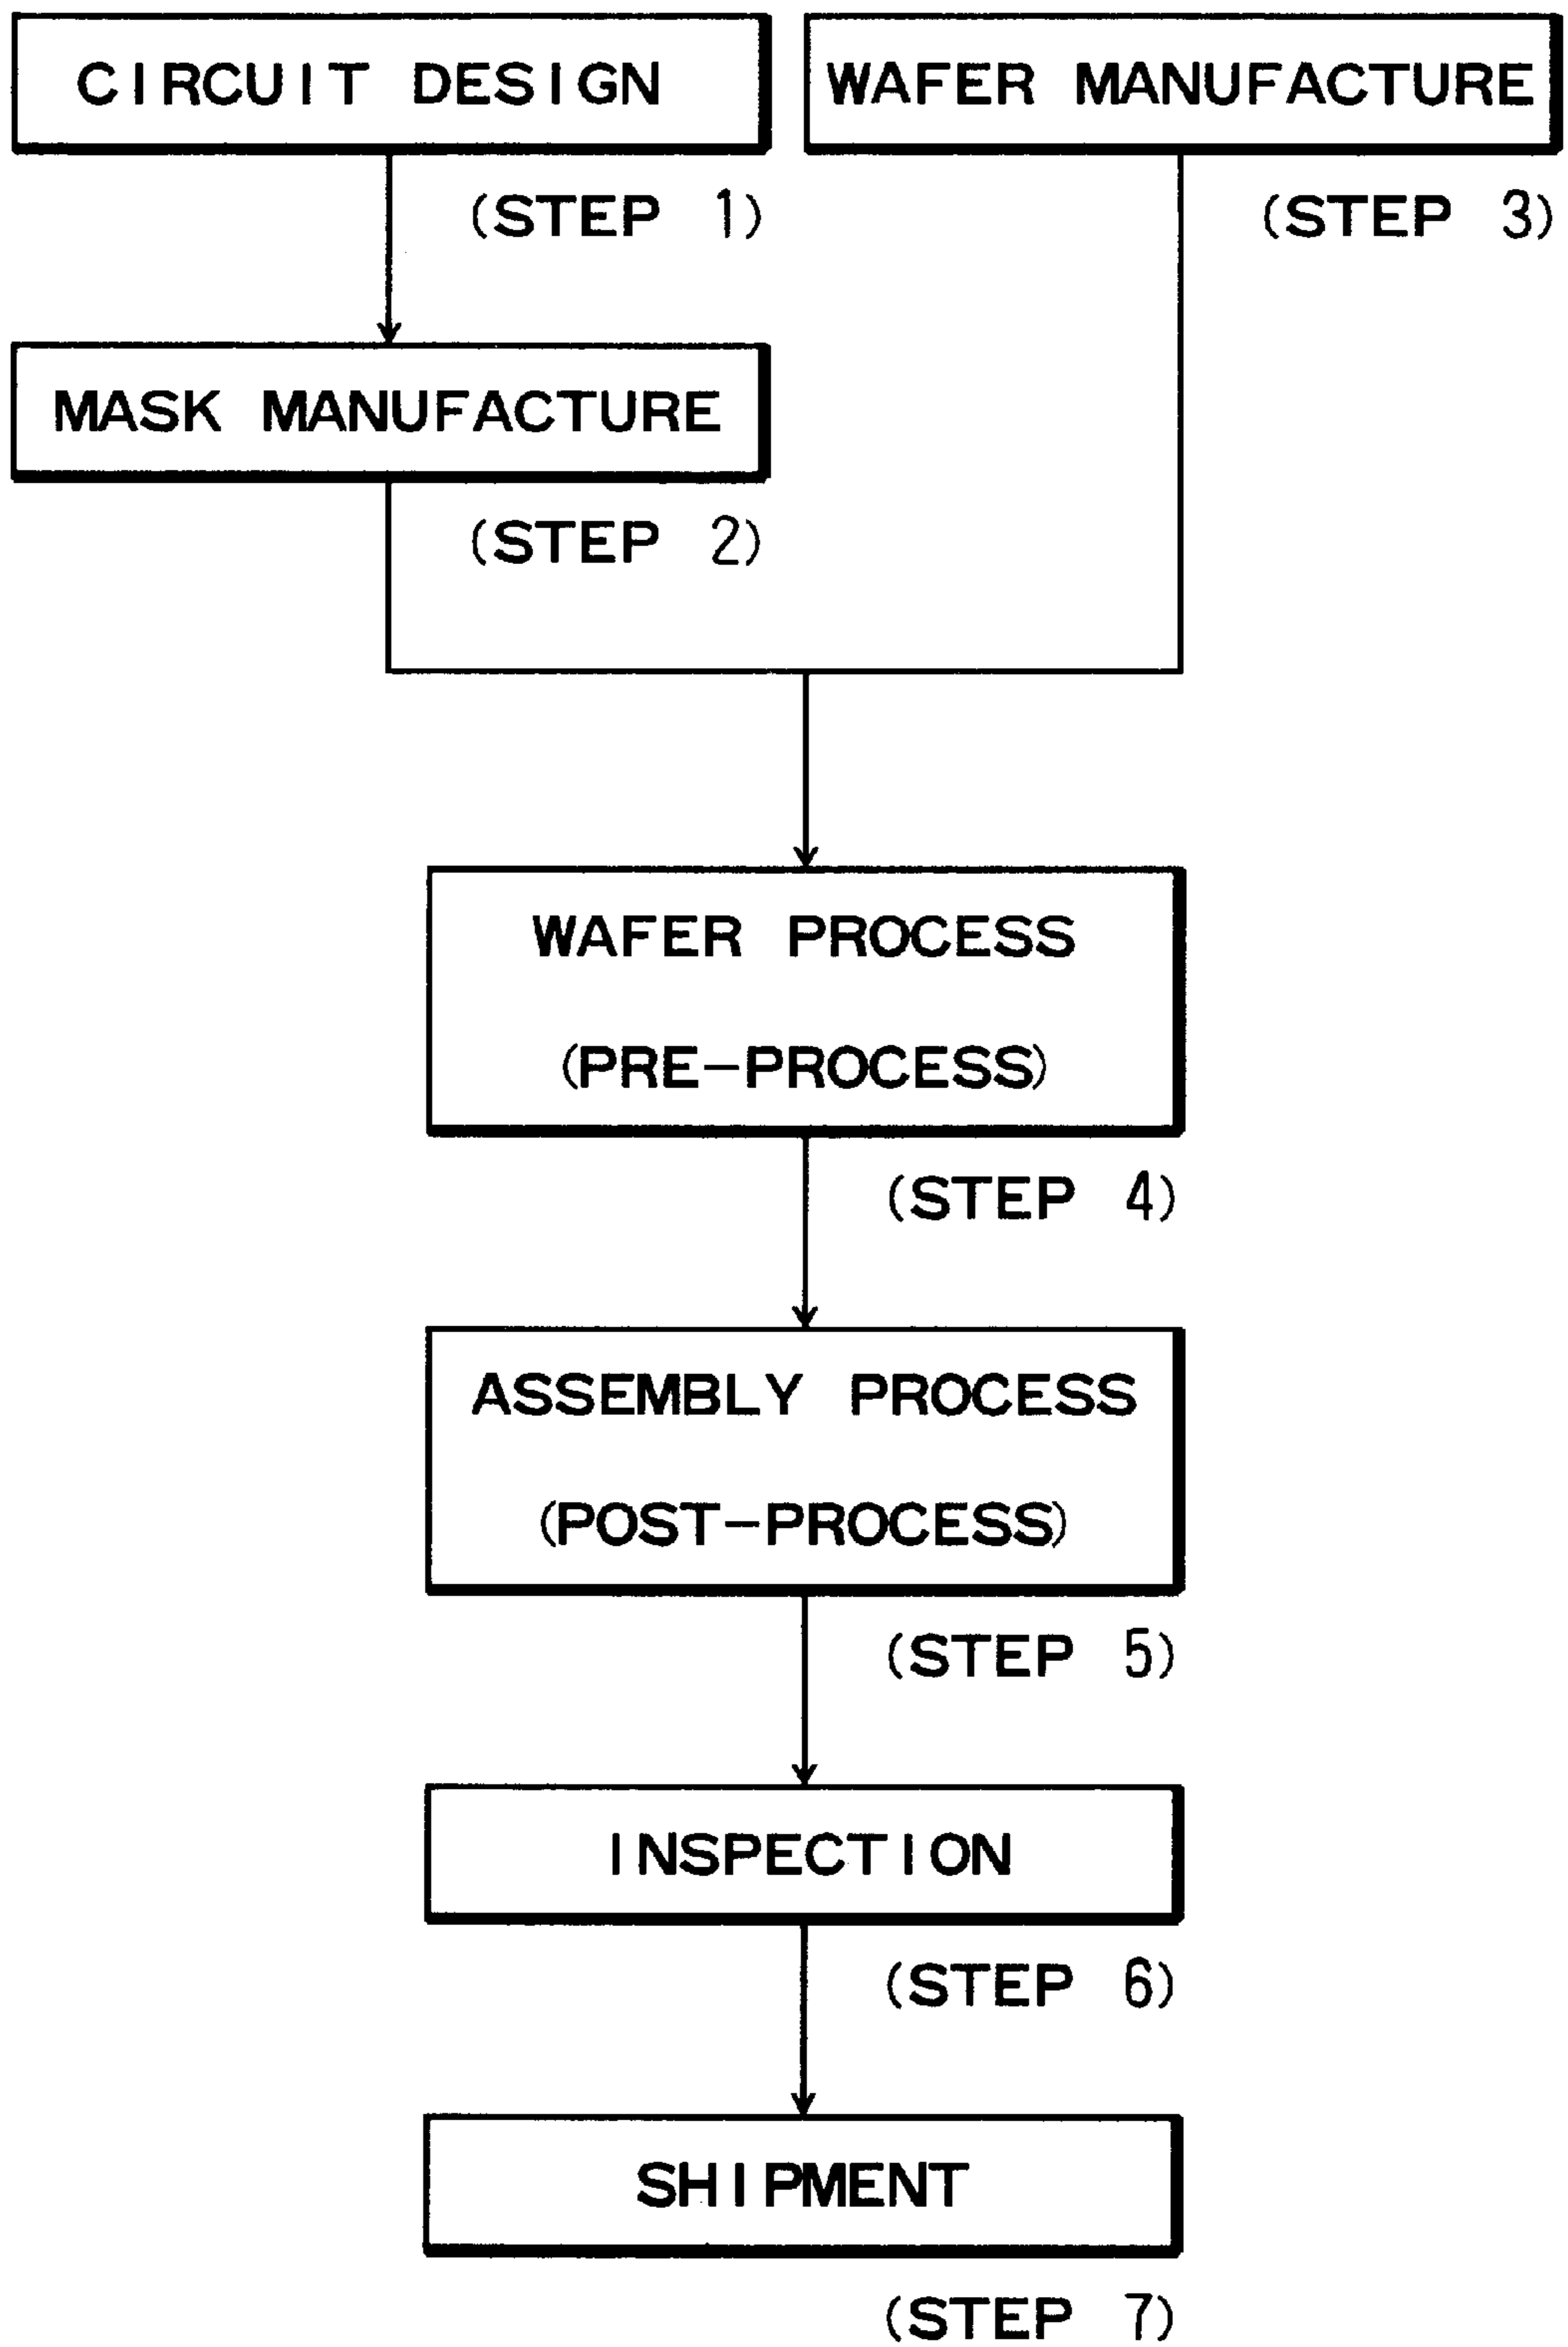 CIRCUIT DESIGN
(STEP 1)
WAFER MANUFACTURE
(STEP 3)
MASK MANUFACTURE
(STEP 2)
WAFER PROCESS
(PRE-PROCESS)
(STEP 4)
ASSEMBLY PROCESS
(POST-PROCESS)
(STEP 5)
INSPECTION
(STEP 6)
SHIPMENT
(STEP 7)